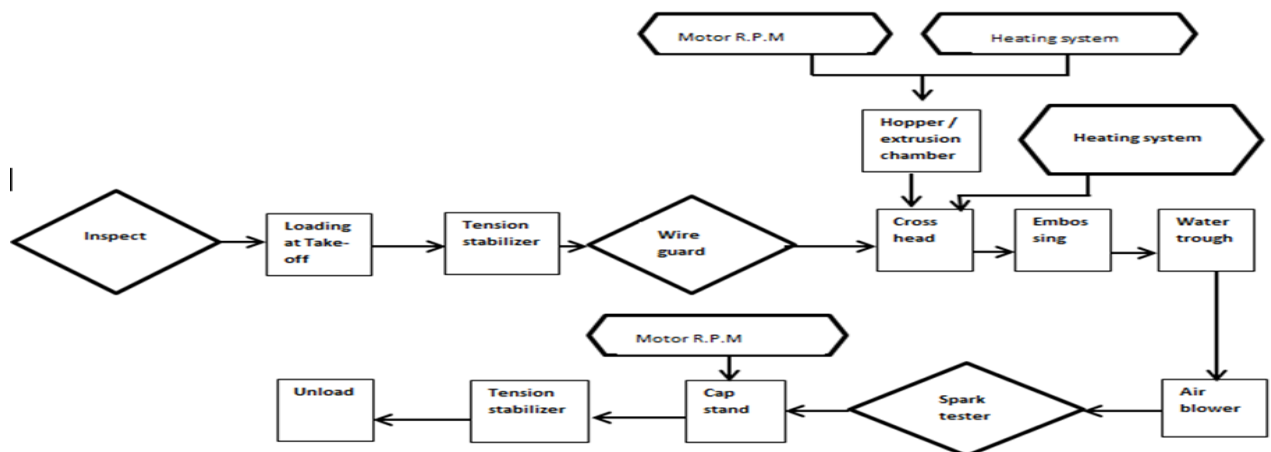 Motor R.P.M
Heating system
Hopper /
extrusion
chamber
Heating system
Inspect
Loading
at Take-
off
Tension
stabilizer
Wire
guard
Cross
head
Embos
sing
Water
trough
Motor R.P.M
Unload
Tension
stabilizer
Cap
stand
Spark
tester
Air
blower